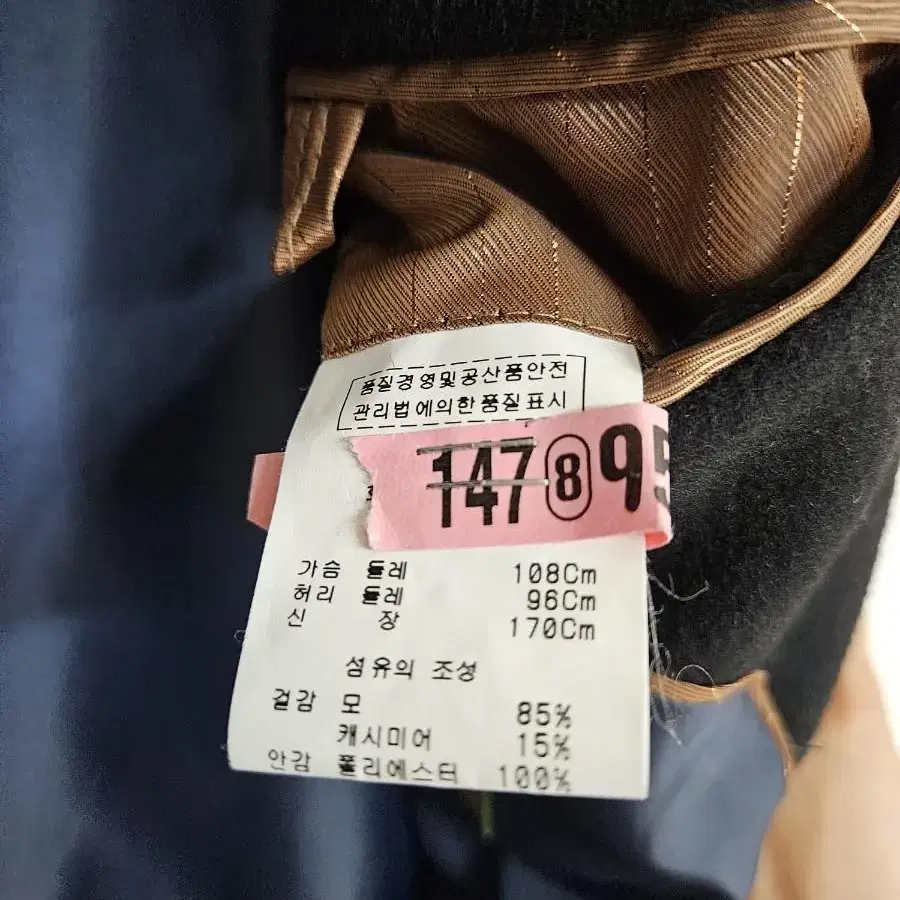 품질경영및공산품안전
관리법에의한품질표시
147 8 95
가슴 둘레 108Cm
허리 둘레 96Cm
신 장 170Cm
섬유의 조성
겉감 모 85%
캐시미어 15%
안감 폴리에스터 100%